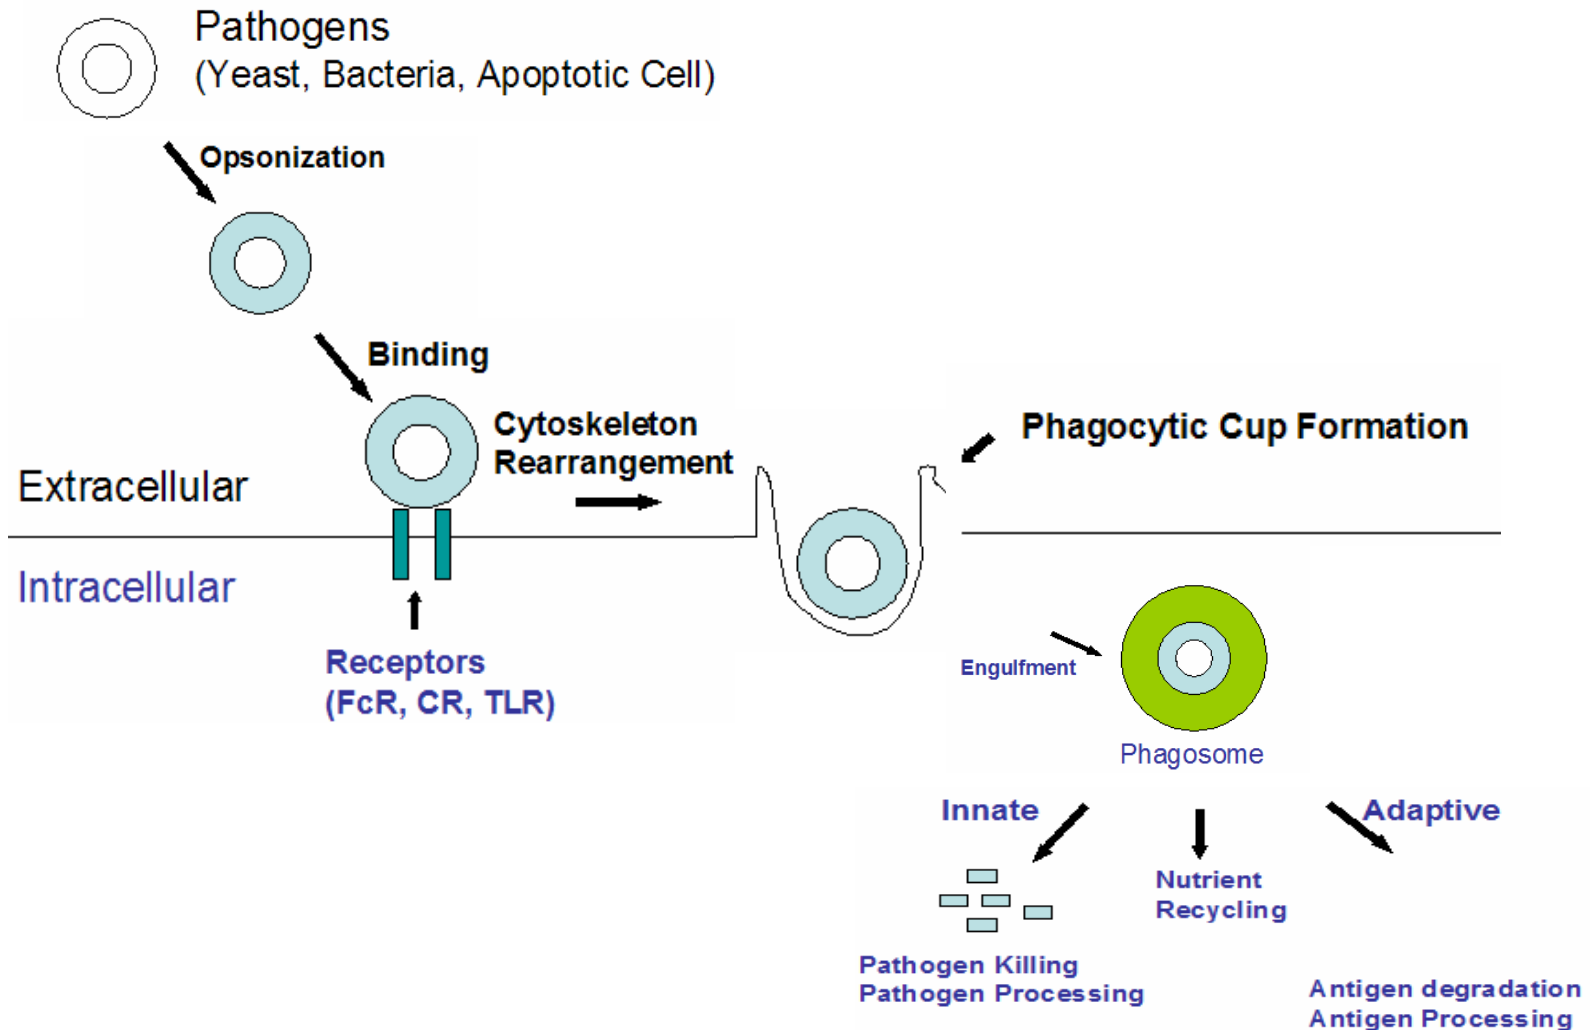 Pathogens
(Yeast, Bacteria, Apoptotic Cell)
Opsonization
Binding
Cytoskeleton
Rearrangement
Phagocytic Cup Formation
Extracellular
Intracellular
Receptors
(FcR, CR, TLR)
Engulfment
Phagosome
Innate
Adaptive
Nutrient
Recycling
Pathogen Killing
Pathogen Processing
Antigen degradation
Antigen Processing